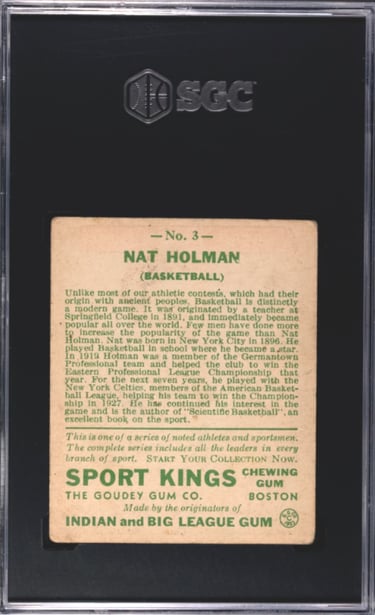 SGC
— No. 3 —
NAT HOLMAN
(BASKETBALL)
Unlike most of our athletic contests, which had their
origin with ancient peoples, Basketball is distinctly
a modern game. It was originated by a teacher at
Springfield College in 1891, and immediately became
popular all over the world. Few men have done more
to increase the popularity of the game than Nat
Holman. Nat was born in New York City in 1896. He
played Basketball in school where he became a star.
In 1919 Holman was a member of the Germantown
Professional team and helped the club to win the
Eastern Professional League Championship that
year. For the next seven years, he played with the
New York Celtics, members of the American Basket-
ball League, helping his team to win the Champion-
ship in 1927. He has continued his interest in the
game and is the author of "Scientific Basketball", an
excellent book on the sport.
This is one of a series of noted athletes and sportsmen.
The complete series includes all the leaders in every
branch of sport. START YOUR COLLECTION NOW.
SPORT KINGS CHEWING GUM
THE GOUDEY GUM CO. BOSTON
Made by the originators of
INDIAN and BIG LEAGUE GUM